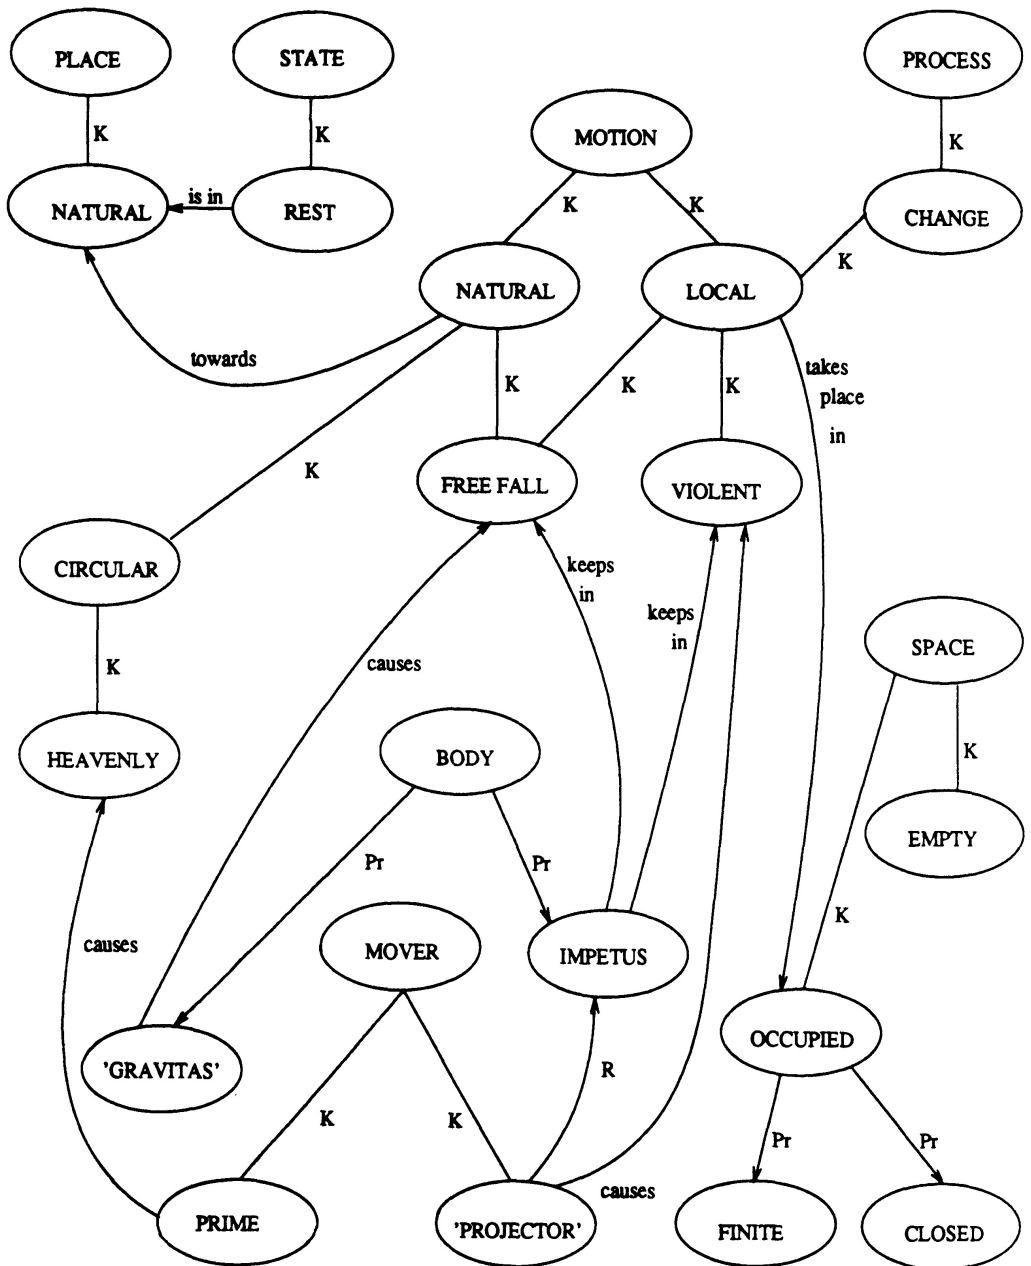 PLACE
STATE
PROCESS
K
K
MOTION
K
NATURAL
is in
REST
K
K
CHANGE
K
NATURAL
LOCAL
towards
K
K
K
takes
place
in
K
FREE FALL
VIOLENT
CIRCULAR
keeps
in
keeps
in
SPACE
K
causes
HEAVENLY
BODY
K
EMPTY
Pr
Pr
K
causes
MOVER
IMPETUS
OCCUPIED
'GRAVITAS'
R
K
K
Pr
Pr
causes
PRIME
'PROJECTOR'
FINITE
CLOSED